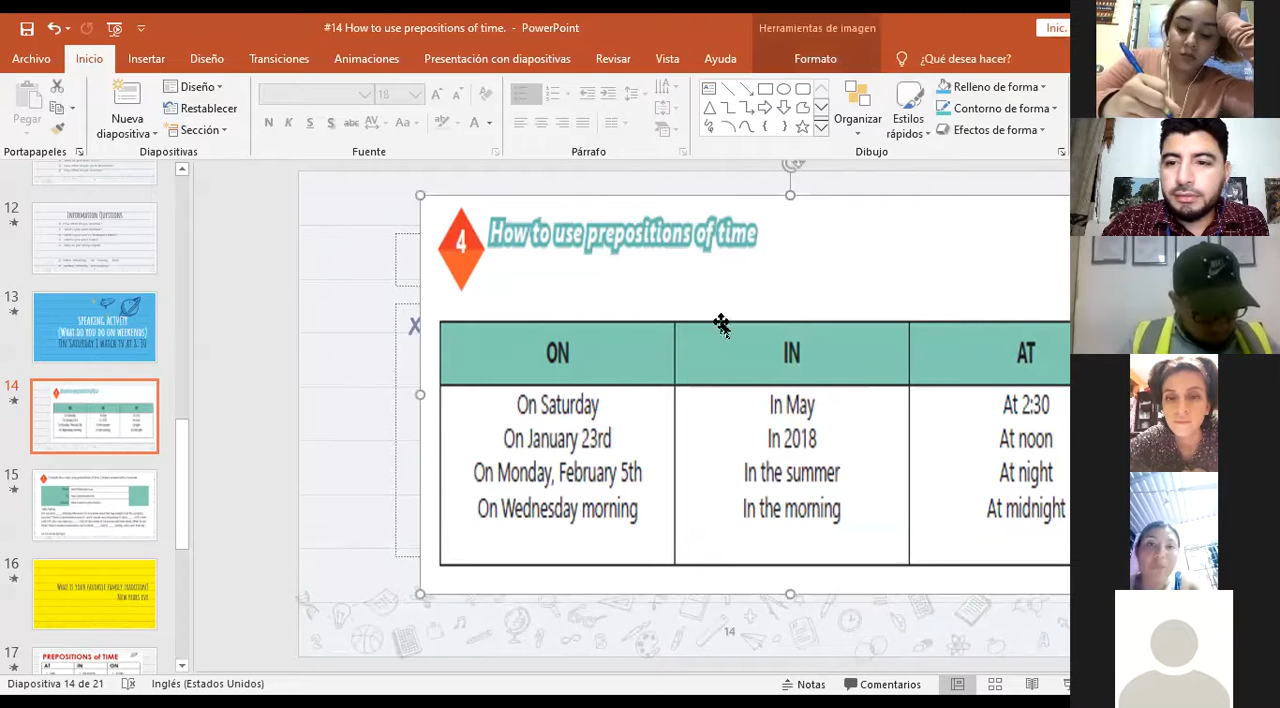 #14 How to use prepositions of time. - PowerPoint
Herramientas de imagen
Inic.
Archivo Inicio Insertar Diseño Transiciones Animaciones Presentación con diapositivas Revisar Vista Ayuda Formato ¿Qué desea hacer?
Pegar
Nueva diapositiva
Diseño
Restablecer
Sección
18
N K S S abc AV Aa A
Organizar
Estilos rápidos
Relleno de forma
Contorno de forma
Efectos de forma
Portapapeles Diapositivas Fuente Párrafo Dibujo
12
INFORMATION QUESTIONS
13
SPEAKING ACTIVITY
(WHAT DO YOU DO ON WEEKENDS)
ON SATURDAY I WATCH TV AT 8:30
14
15
16
WHAT IS YOUR FAVORITE FAMILY TRADITION?
NEW YEARS EVE
17
PREPOSITIONS of TIME
AT IN ON
4
How to use prepositions of time
X
ON IN AT
On Saturday In May At 2:30
On January 23rd In 2018 At noon
On Monday, February 5th In the summer At night
On Wednesday morning In the morning At midnight
14
Diapositiva 14 de 21 Inglés (Estados Unidos) Notas Comentarios